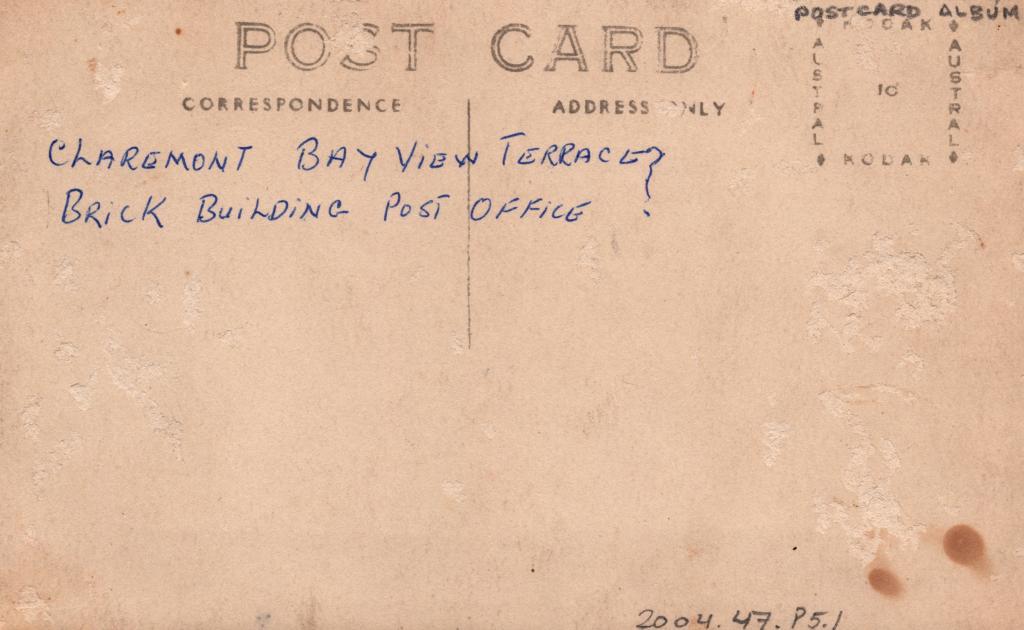 POSTCARD ALBUM
POST CARD
CORRESPONDENCE
ADDRESS ONLY
KODAK
AUSTRAL
10
AUSTRAL
KODAK
CLAREMONT BAY VIEW TERRACE?
BRICK BUILDING POST OFFICE ?
2004.47.P5.1